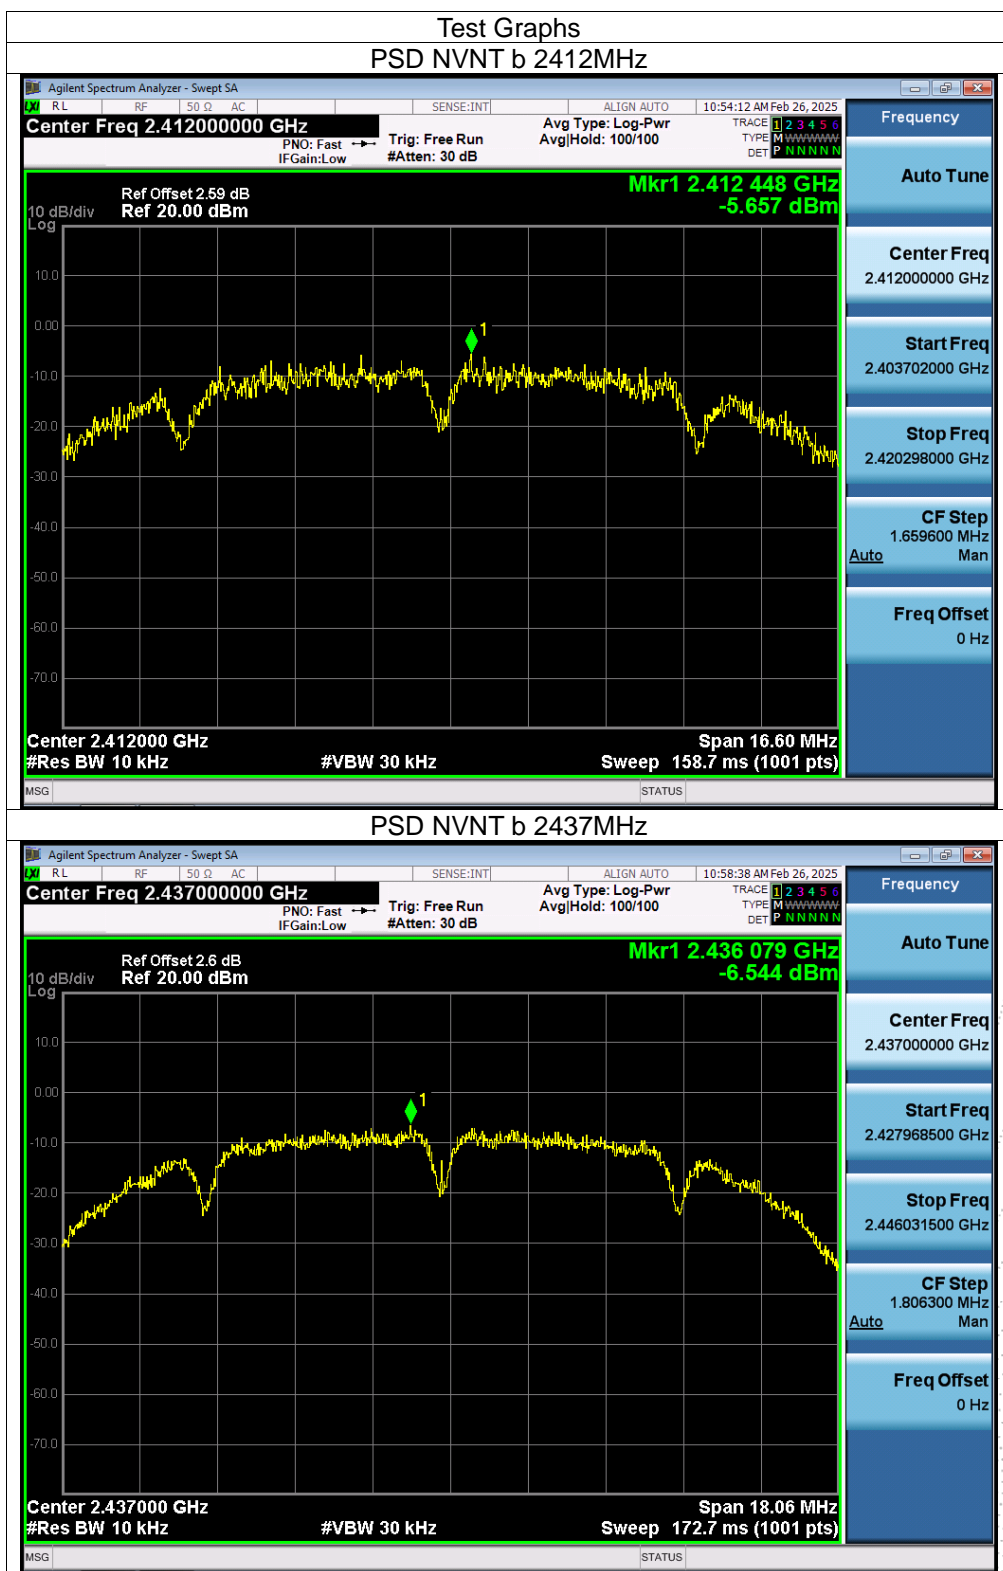 Test Graphs
PSD NVNT b 2412MHz
Agilent Spectrum Analyzer - Swept SA
LXI RL RF 50 Ω AC SENSE:INT ALIGN AUTO 10:54:12 AM Feb 26, 2025
Center Freq 2.412000000 GHz
PNO: Fast
IFGain:Low
Trig: Free Run
#Atten: 30 dB
Avg Type: Log-Pwr
Avg|Hold: 100/100
TRACE 1 2 3 4 5 6
TYPE M WWWWW
DET P N N N N N
Mkr1 2.412 448 GHz
-5.657 dBm
Ref Offset 2.59 dB
10 dB/div Ref 20.00 dBm
Log
10.0
0.00
-10.0
-20.0
-30.0
-40.0
-50.0
-60.0
-70.0
1
Center 2.412000 GHz Span 16.60 MHz
#Res BW 10 kHz #VBW 30 kHz Sweep 158.7 ms (1001 pts)
MSG STATUS
Frequency
Auto Tune
Center Freq
2.412000000 GHz
Start Freq
2.403702000 GHz
Stop Freq
2.420298000 GHz
CF Step
1.659600 MHz
Auto Man
Freq Offset
0 Hz
PSD NVNT b 2437MHz
Agilent Spectrum Analyzer - Swept SA
LXI RL RF 50 Ω AC SENSE:INT ALIGN AUTO 10:58:38 AM Feb 26, 2025
Center Freq 2.437000000 GHz
PNO: Fast
IFGain:Low
Trig: Free Run
#Atten: 30 dB
Avg Type: Log-Pwr
Avg|Hold: 100/100
TRACE 1 2 3 4 5 6
TYPE M WWWWW
DET P N N N N N
Mkr1 2.436 079 GHz
-6.544 dBm
Ref Offset 2.6 dB
10 dB/div Ref 20.00 dBm
Log
10.0
0.00
-10.0
-20.0
-30.0
-40.0
-50.0
-60.0
-70.0
1
Center 2.437000 GHz Span 18.06 MHz
#Res BW 10 kHz #VBW 30 kHz Sweep 172.7 ms (1001 pts)
MSG STATUS
Frequency
Auto Tune
Center Freq
2.437000000 GHz
Start Freq
2.427968500 GHz
Stop Freq
2.446031500 GHz
CF Step
1.806300 MHz
Auto Man
Freq Offset
0 Hz